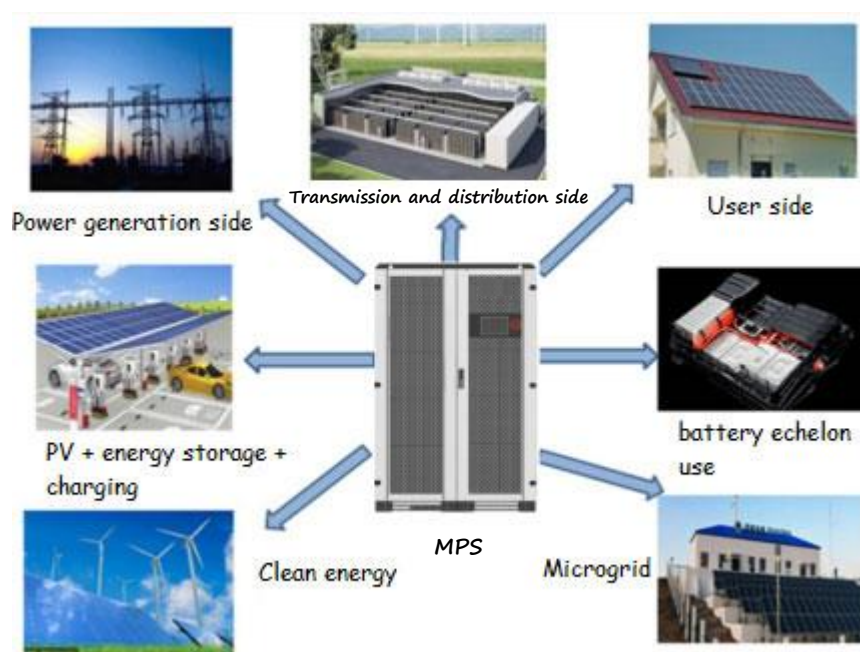 Transmission and distribution side
Power generation side
User side
PV + energy storage +
charging
battery echelon
use
MPS
Clean energy
Microgrid